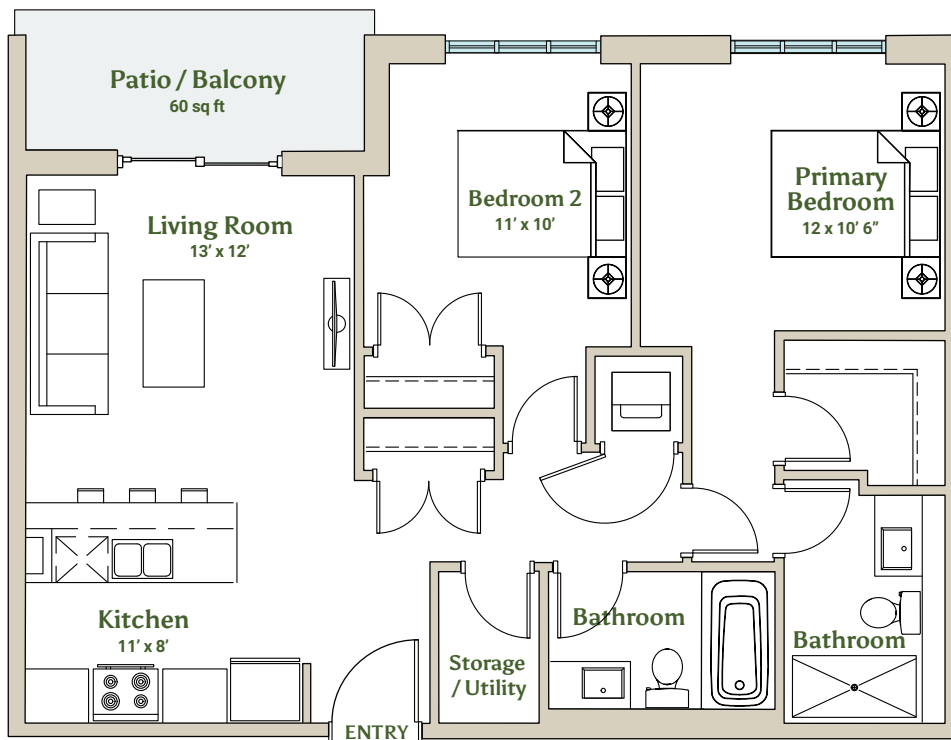 Patio / Balcony
60 sq ft
Living Room
13’ x 12’
Bedroom 2
11’ x 10’
Primary
Bedroom
12 x 10’ 6”
Kitchen
11’ x 8’
Storage
/ Utility
Bathroom
Bathroom
ENTRY